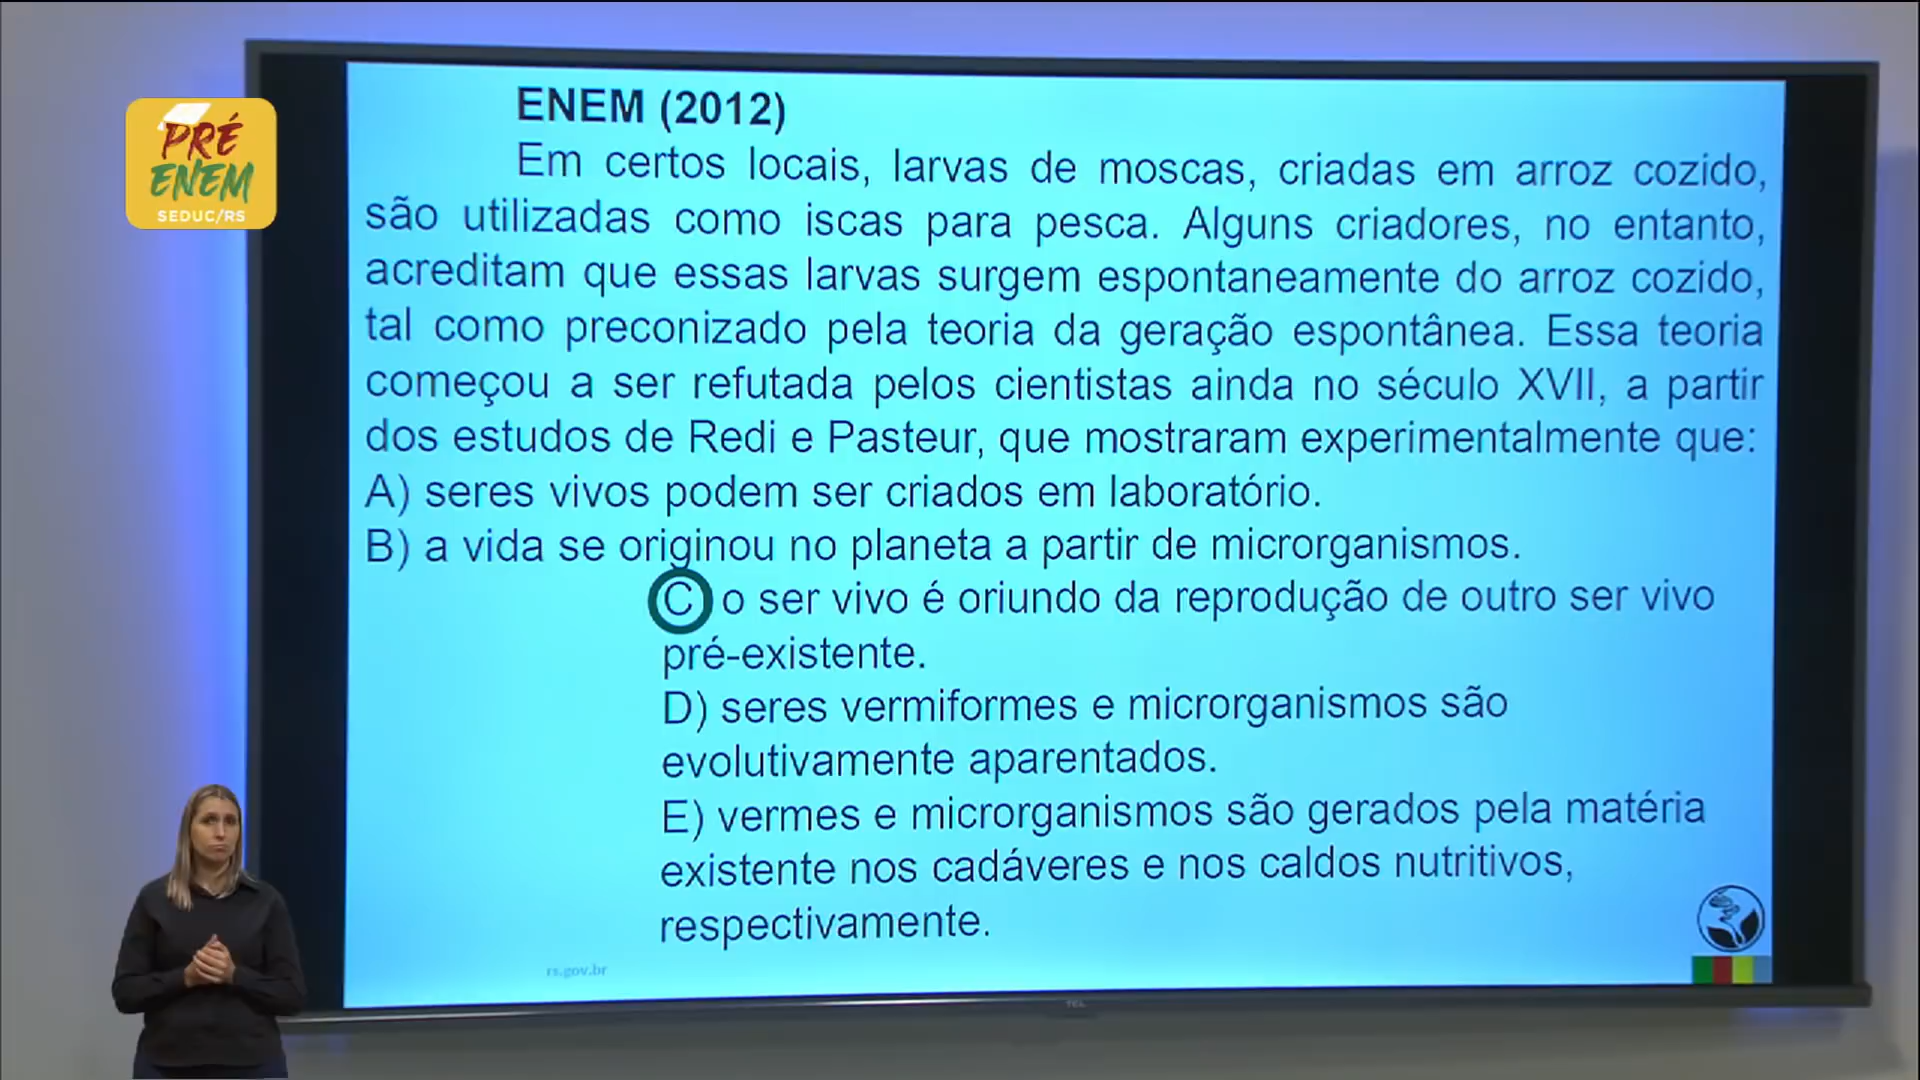 PRÉ
ENEM
SEDUC/RS
ENEM (2012)
Em certos locais, larvas de moscas, criadas em arroz cozido,
são utilizadas como iscas para pesca. Alguns criadores, no entanto,
acreditam que essas larvas surgem espontaneamente do arroz cozido,
tal como preconizado pela teoria da geração espontânea. Essa teoria
começou a ser refutada pelos cientistas ainda no século XVII, a partir
dos estudos de Redi e Pasteur, que mostraram experimentalmente que:
A) seres vivos podem ser criados em laboratório.
B) a vida se originou no planeta a partir de microrganismos.
C) o ser vivo é oriundo da reprodução de outro ser vivo
pré-existente.
D) seres vermiformes e microrganismos são
evolutivamente aparentados.
E) vermes e microrganismos são gerados pela matéria
existente nos cadáveres e nos caldos nutritivos,
respectivamente.
rs.gov.br
TCL